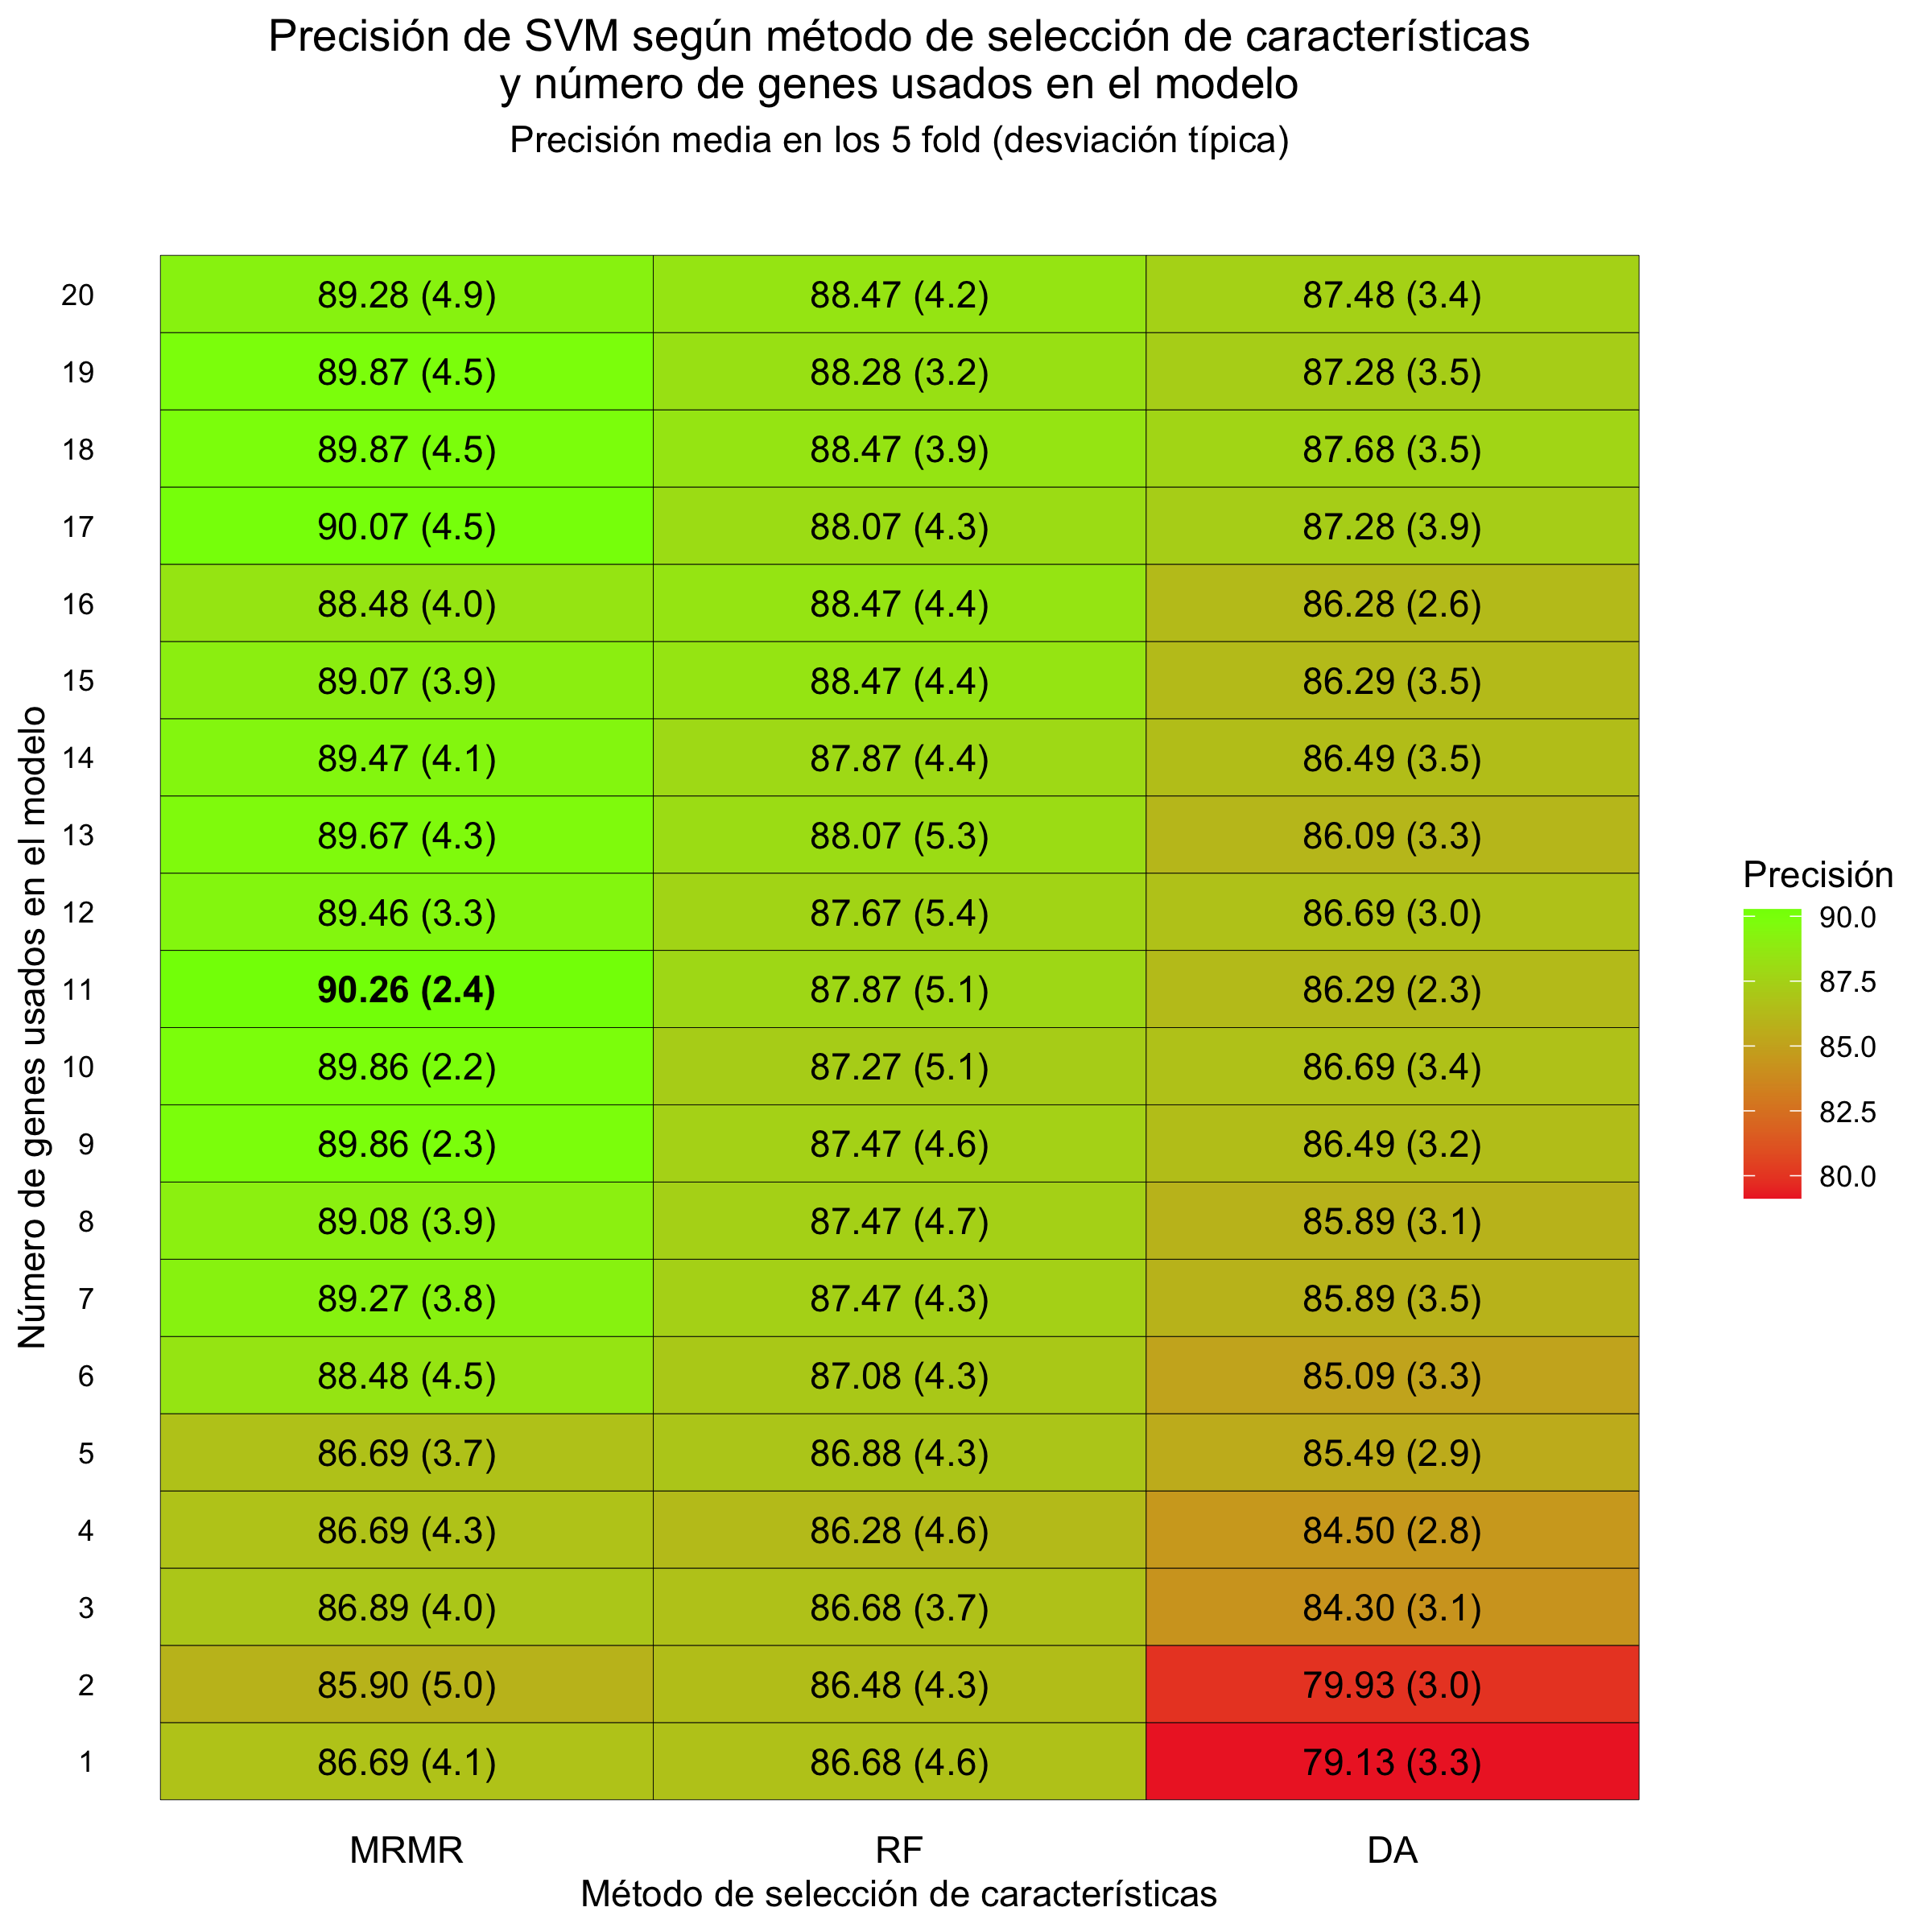 Precisión de SVM según método de selección de características
y número de genes usados en el modelo
Precisión media en los 5 fold (desviación típica)
Número de genes usados en el modelo
20 89.28 (4.9) 88.47 (4.2) 87.48 (3.4)
19 89.87 (4.5) 88.28 (3.2) 87.28 (3.5)
18 89.87 (4.5) 88.47 (3.9) 87.68 (3.5)
17 90.07 (4.5) 88.07 (4.3) 87.28 (3.9)
16 88.48 (4.0) 88.47 (4.4) 86.28 (2.6)
15 89.07 (3.9) 88.47 (4.4) 86.29 (3.5)
14 89.47 (4.1) 87.87 (4.4) 86.49 (3.5)
13 89.67 (4.3) 88.07 (5.3) 86.09 (3.3)
12 89.46 (3.3) 87.67 (5.4) 86.69 (3.0)
11 90.26 (2.4) 87.87 (5.1) 86.29 (2.3)
10 89.86 (2.2) 87.27 (5.1) 86.69 (3.4)
9 89.86 (2.3) 87.47 (4.6) 86.49 (3.2)
8 89.08 (3.9) 87.47 (4.7) 85.89 (3.1)
7 89.27 (3.8) 87.47 (4.3) 85.89 (3.5)
6 88.48 (4.5) 87.08 (4.3) 85.09 (3.3)
5 86.69 (3.7) 86.88 (4.3) 85.49 (2.9)
4 86.69 (4.3) 86.28 (4.6) 84.50 (2.8)
3 86.89 (4.0) 86.68 (3.7) 84.30 (3.1)
2 85.90 (5.0) 86.48 (4.3) 79.93 (3.0)
1 86.69 (4.1) 86.68 (4.6) 79.13 (3.3)
MRMR RF DA
Método de selección de características
Precisión
90.0
87.5
85.0
82.5
80.0